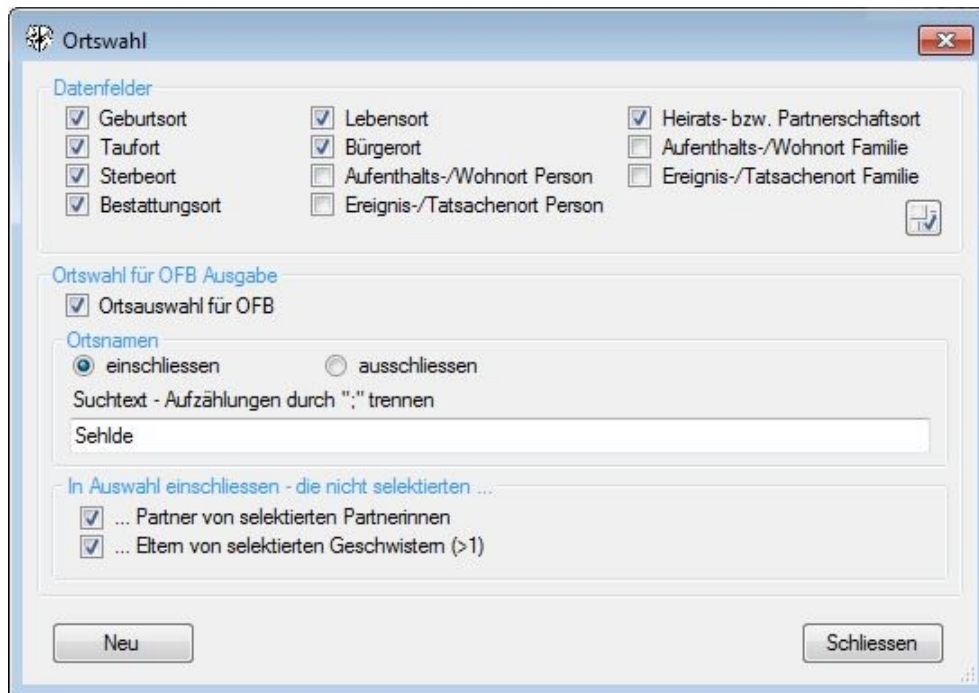 Ortswahl
Datenfelder
Geburtsort
Taufort
Sterbeort
Bestattungsort
Lebensort
Bürgerort
Aufenthalts-/Wohnort Person
Ereignis-/Tatsachenort Person
Heirats- bzw. Partnerschaftsort
Aufenthalts-/Wohnort Familie
Ereignis-/Tatsachenort Familie
Ortswahl für OFB Ausgabe
Ortsauswahl für OFB
Ortsnamen
einschliessen
ausschliessen
Suchtext - Aufzählungen durch ";" trennen
Sehlde
In Auswahl einschliessen - die nicht selektierten ...
... Partner von selektierten Partnerinnen
... Eltern von selektierten Geschwistern (>1)
Neu
Schliessen